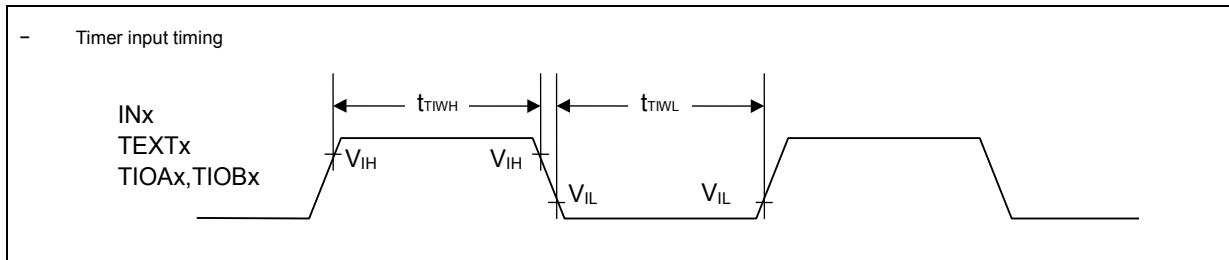 – Timer input timing
tTIWH tTIWL
INx
TEXTx
TIOAx,TIOBx
VIH VIH
VIL VIL